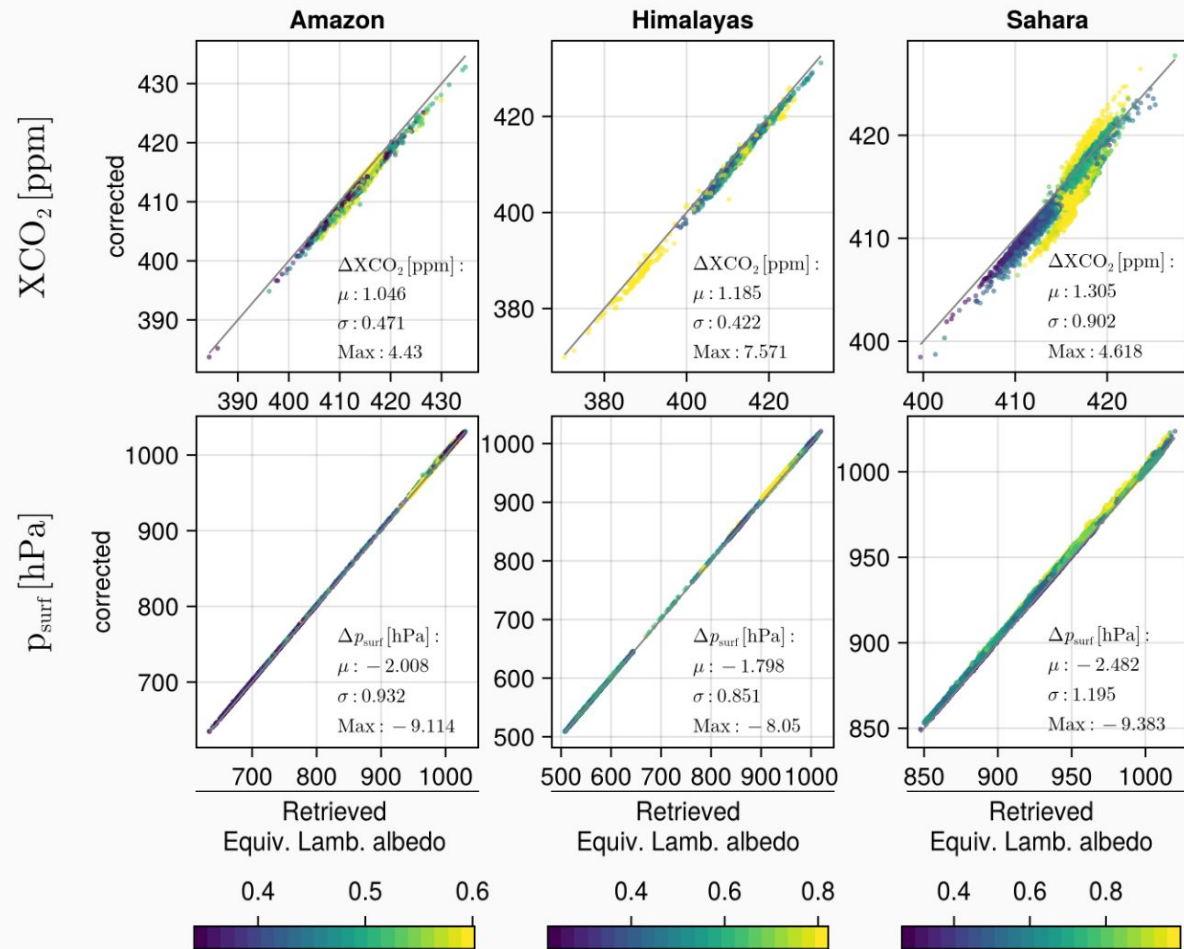 Amazon
Himalayas
Sahara
XCO₂ [ppm]
corrected
430
420
410
400
390
ΔXCO₂ [ppm] :
μ : 1.046
σ : 0.471
Max : 4.43
390 400 410 420 430
420
400
380
ΔXCO₂ [ppm] :
μ : 1.185
σ : 0.422
Max : 7.571
380 400 420
420
410
400
ΔXCO₂ [ppm] :
μ : 1.305
σ : 0.902
Max : 4.618
400 410 420
p_surf [hPa]
corrected
1000
900
800
700
Δp_surf [hPa] :
μ : −2.008
σ : 0.932
Max : −9.114
700 800 900 1000
1000
900
800
700
600
500
Δp_surf [hPa] :
μ : −1.798
σ : 0.851
Max : −8.05
500 600 700 800 900 1000
1000
950
900
850
Δp_surf [hPa] :
μ : −2.482
σ : 1.195
Max : −9.383
850 900 950 1000
Retrieved
Equiv. Lamb. albedo
0.4 0.5 0.6
Retrieved
Equiv. Lamb. albedo
0.4 0.6 0.8
Retrieved
Equiv. Lamb. albedo
0.4 0.6 0.8